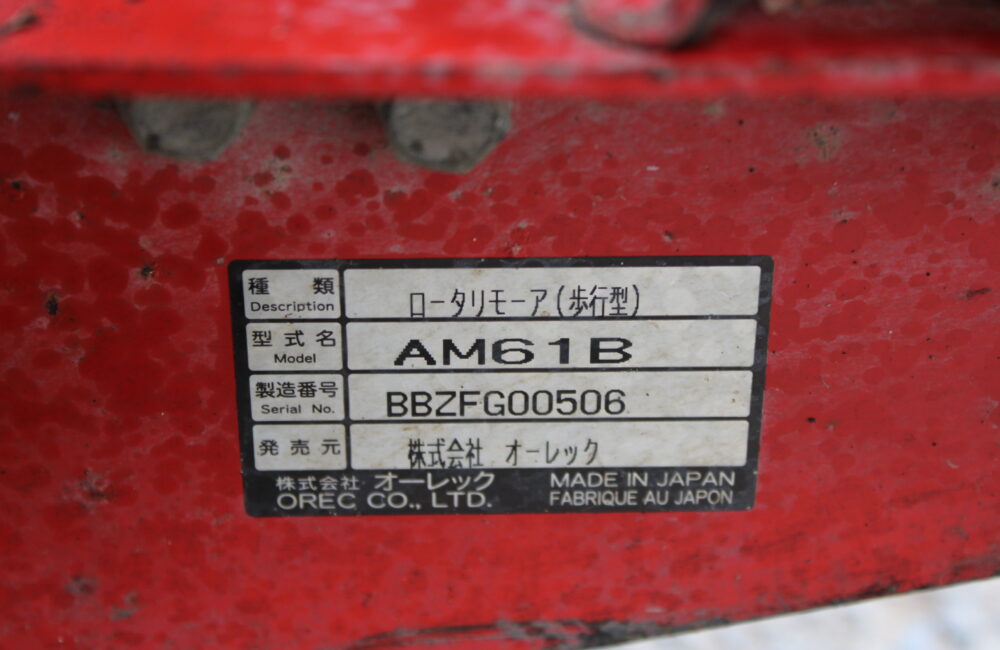 種類 ロータリモーア(歩行型)
Description
型式名 AM61B
Model
製造番号 BBZFG00506
Serial No.
発売元 株式会社 オーレック
株式会社 オーレック MADE IN JAPAN
OREC CO., LTD. FABRIQUE AU JAPON